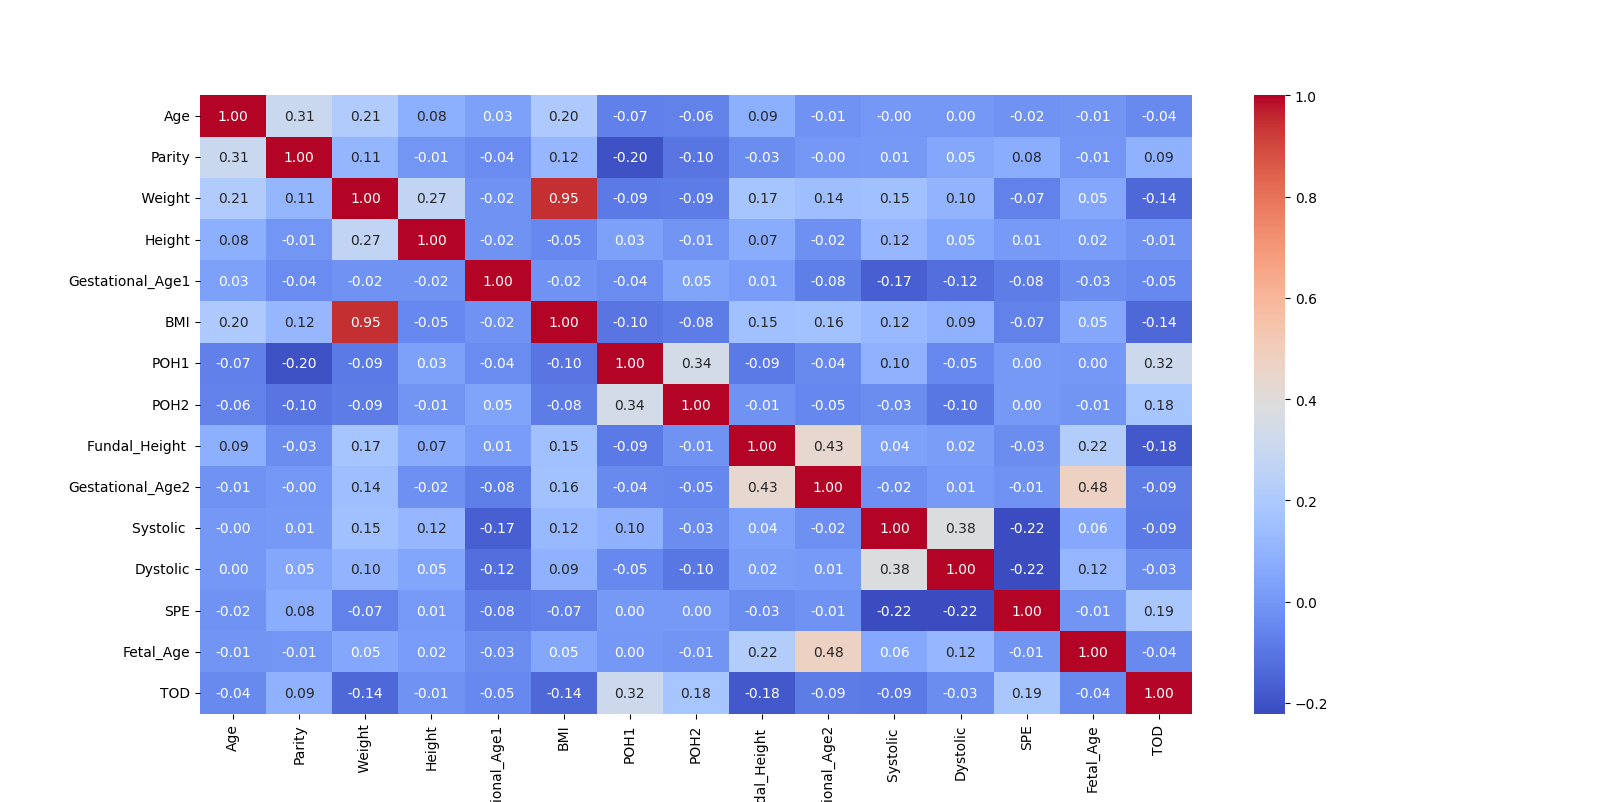 Age 1.00 0.31 0.21 0.08 0.03 0.20 -0.07 -0.06 0.09 -0.01 -0.00 0.00 -0.02 -0.01 -0.04
Parity 0.31 1.00 0.11 -0.01 -0.04 0.12 -0.20 -0.10 -0.03 -0.00 0.01 0.05 0.08 -0.01 0.09
Weight 0.21 0.11 1.00 0.27 -0.02 0.95 -0.09 -0.09 0.17 0.14 0.15 0.10 -0.07 0.05 -0.14
Height 0.08 -0.01 0.27 1.00 -0.02 -0.05 0.03 -0.01 0.07 -0.02 0.12 0.05 0.01 0.02 -0.01
Gestational_Age1 0.03 -0.04 -0.02 -0.02 1.00 -0.02 -0.04 0.05 0.01 -0.08 -0.17 -0.12 -0.08 -0.03 -0.05
BMI 0.20 0.12 0.95 -0.05 -0.02 1.00 -0.10 -0.08 0.15 0.16 0.12 0.09 -0.07 0.05 -0.14
POH1 -0.07 -0.20 -0.09 0.03 -0.04 -0.10 1.00 0.34 -0.09 -0.04 0.10 -0.05 0.00 0.00 0.32
POH2 -0.06 -0.10 -0.09 -0.01 0.05 -0.08 0.34 1.00 -0.01 -0.05 -0.03 -0.10 0.00 -0.01 0.18
Fundal_Height 0.09 -0.03 0.17 0.07 0.01 0.15 -0.09 -0.01 1.00 0.43 0.04 0.02 -0.03 0.22 -0.18
Gestational_Age2 -0.01 -0.00 0.14 -0.02 -0.08 0.16 -0.04 -0.05 0.43 1.00 -0.02 0.01 -0.01 0.48 -0.09
Systolic -0.00 0.01 0.15 0.12 -0.17 0.12 0.10 -0.03 0.04 -0.02 1.00 0.38 -0.22 0.06 -0.09
Dystolic 0.00 0.05 0.10 0.05 -0.12 0.09 -0.05 -0.10 0.02 0.01 0.38 1.00 -0.22 0.12 -0.03
SPE -0.02 0.08 -0.07 0.01 -0.08 -0.07 0.00 0.00 -0.03 -0.01 -0.22 -0.22 1.00 -0.01 0.19
Fetal_Age -0.01 -0.01 0.05 0.02 -0.03 0.05 0.00 -0.01 0.22 0.48 0.06 0.12 -0.01 1.00 -0.04
TOD -0.04 0.09 -0.14 -0.01 -0.05 -0.14 0.32 0.18 -0.18 -0.09 -0.09 -0.03 0.19 -0.04 1.00
Age
Parity
Weight
Height
ional_Age1
BMI
POH1
POH2
dal_Height
ional_Age2
Systolic
Dystolic
SPE
Fetal_Age
TOD
1.0
0.8
0.6
0.4
0.2
0.0
−0.2